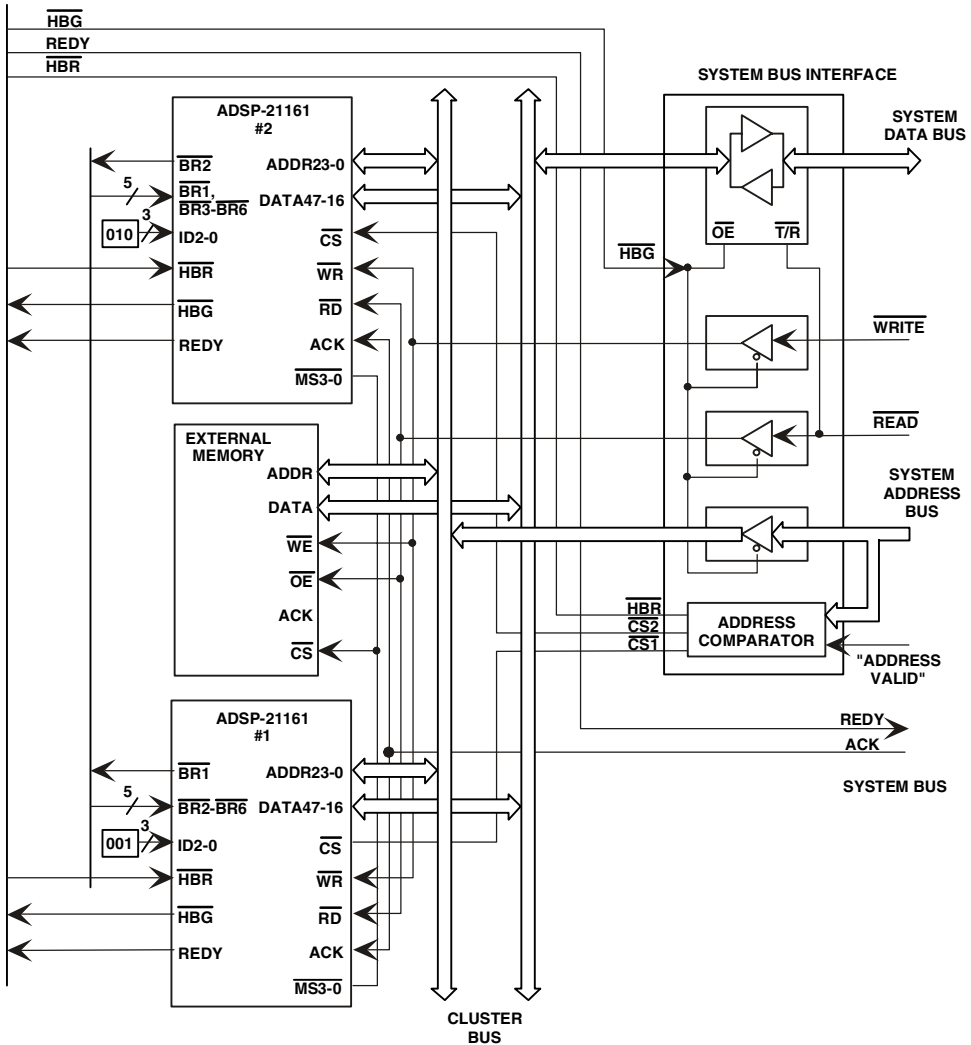 HBG
REDY
HBR
SYSTEM BUS INTERFACE
ADSP-21161
#2
BR2
5
BR1,
BR3-BR6
3
010
ID2-0
HBR
HBG
REDY
ADDR23-0
DATA47-16
CS
WR
RD
ACK
MS3-0
SYSTEM
DATA BUS
OE
T/R
HBG
WRITE
READ
SYSTEM
ADDRESS
BUS
EXTERNAL
MEMORY
ADDR
DATA
WE
OE
ACK
CS
HBR
CS2
CS1
ADDRESS
COMPARATOR
"ADDRESS
VALID"
REDY
ACK
SYSTEM BUS
ADSP-21161
#1
BR1
5
BR2-BR6
3
001
ID2-0
HBR
HBG
REDY
ADDR23-0
DATA47-16
CS
WR
RD
ACK
MS3-0
CLUSTER
BUS